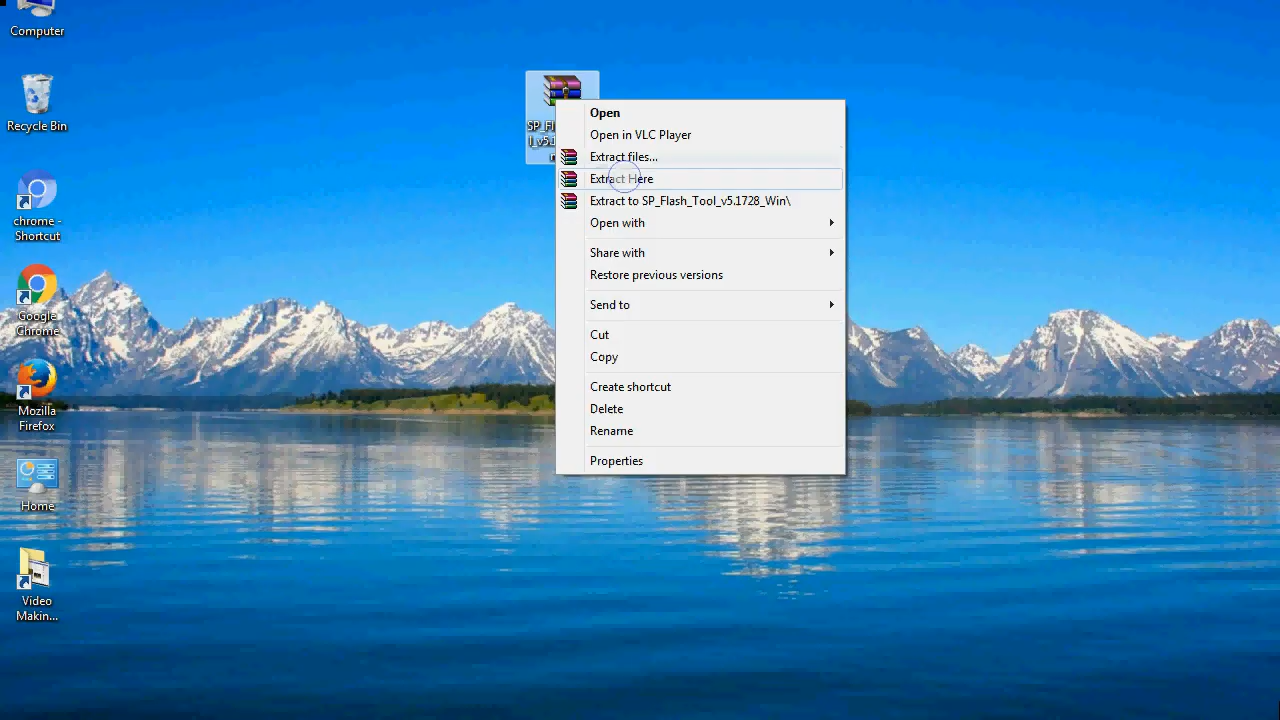 Computer
Recycle Bin
chrome -
Shortcut
Google
Chrome
Mozilla
Firefox
Home
Video
Makin...
SP_Fl
l_v5.
Open
Open in VLC Player
Extract files...
Extract Here
Extract to SP_Flash_Tool_v5.1728_Win\
Open with
Share with
Restore previous versions
Send to
Cut
Copy
Create shortcut
Delete
Rename
Properties